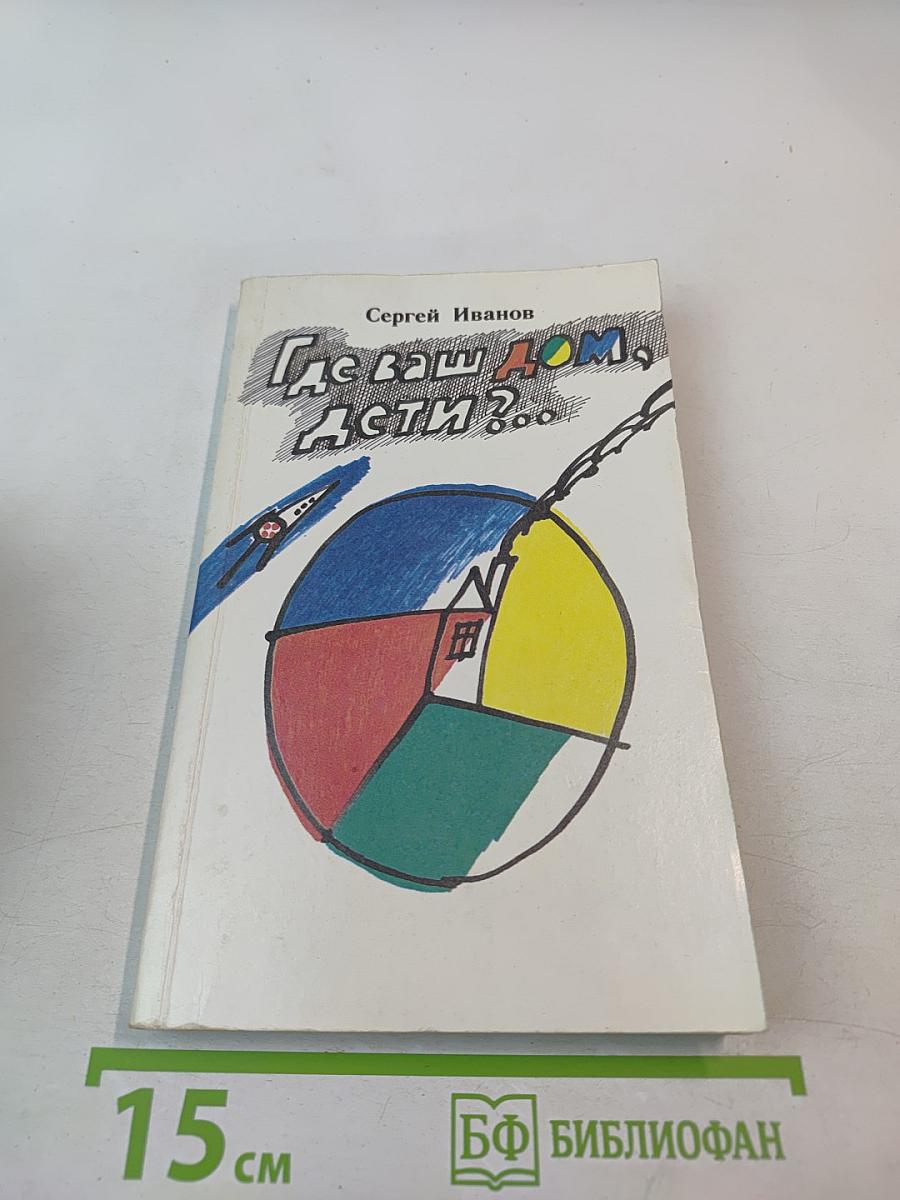 Сергей Иванов
Где ваш дом,
дети?...
15 см
БФ БИБЛИОФАН